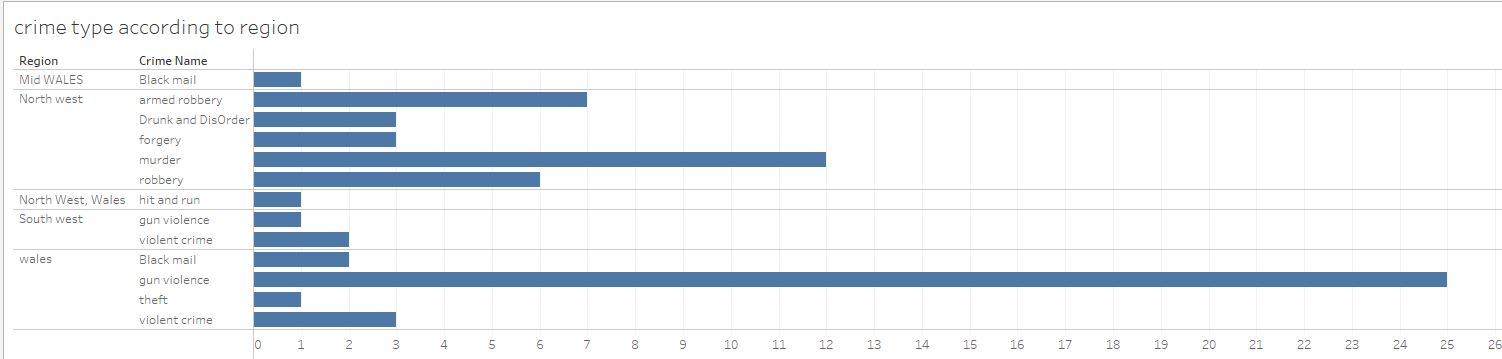 crime type according to region
Region Crime Name
Mid WALES Black mail
North west armed robbery
Drunk and DisOrder
forgery
murder
robbery
North West, Wales hit and run
South west gun violence
violent crime
wales Black mail
gun violence
theft
violent crime
0 1 2 3 4 5 6 7 8 9 10 11 12 13 14 15 16 17 18 19 20 21 22 23 24 25 26